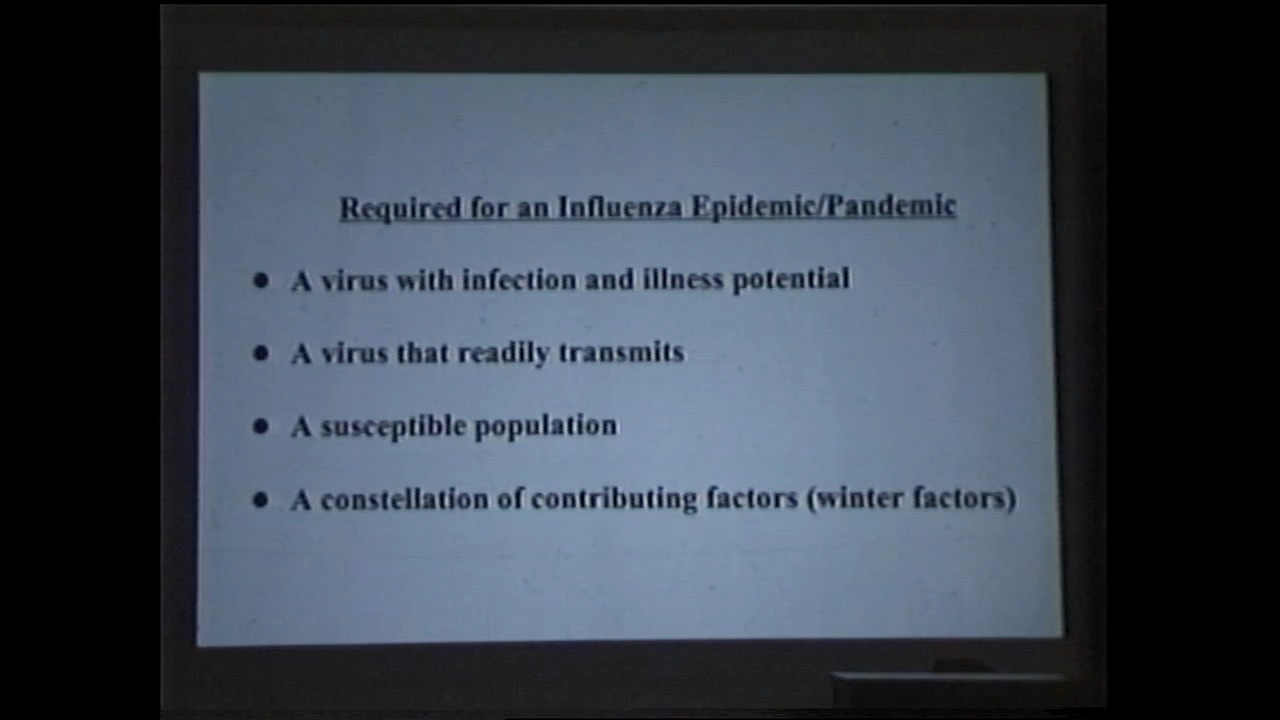 Required for an Influenza Epidemic/Pandemic
● A virus with infection and illness potential
● A virus that readily transmits
● A susceptible population
● A constellation of contributing factors (winter factors)